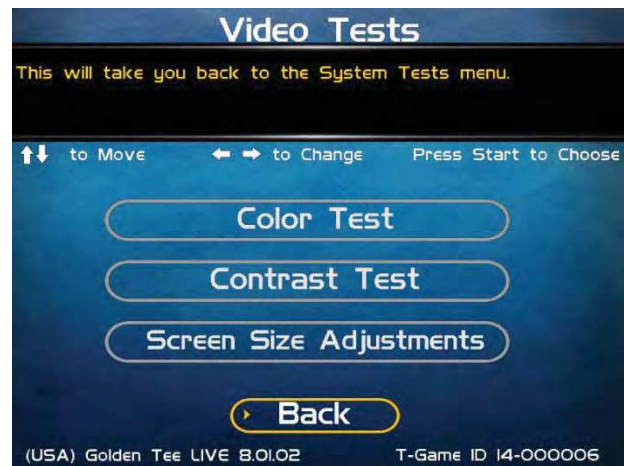 Video Tests
This will take you back to the System Tests menu.
to Move to Change Press Start to Choose
Color Test
Contrast Test
Screen Size Adjustments
Back
(USA) Golden Tee LIVE 8.01.02 T-Game ID 14-000006